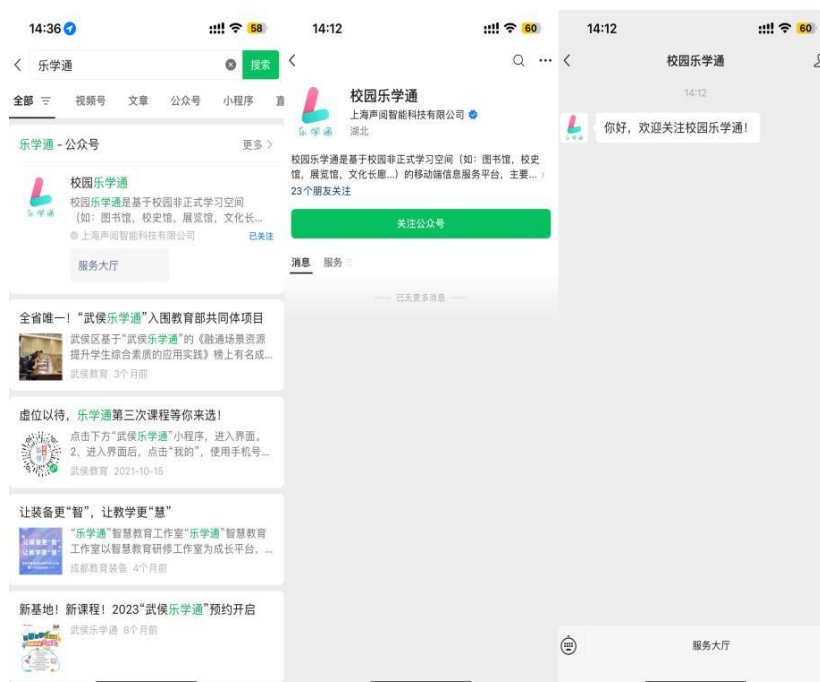 14:36
58
乐学通
搜索
全部
视频号
文章
公众号
小程序
乐学通 - 公众号
更多
校园乐学通
校园乐学通是基于校园非正式学习空间
（如：图书馆，校史馆，展览馆，文化长...
上海声阅智能科技有限公司
已关注
服务大厅
全省唯一！“武侯乐学通”入围教育部共同体项目
武侯区基于“武侯乐学通”的《融通场景资源
提升学生综合素质的应用实践》榜上有名成...
武侯教育 3个月前
虚位以待，乐学通第三次课程等你来选！
点击下方“武侯乐学通”小程序，进入界面。
2、进入界面后，点击“我的”，使用手机号...
武侯教育 2021-10-15
让装备更“智”，让教学更“慧”
“乐学通”智慧教育工作室“乐学通”智慧教育
工作室以智慧教育研修工作室为成长平台，...
成都教育装备 4个月前
新基地！新课程！2023“武侯乐学通”预约开启
武侯乐学通 8个月前
14:12
60
校园乐学通
上海声阅智能科技有限公司
湖北
乐学通
校园乐学通是基于校园非正式学习空间（如：图书馆，校史
馆，展览馆，文化长廊...）的移动端信息服务平台，主要...
23个朋友关注
关注公众号
消息
服务
已无更多消息
14:12
60
校园乐学通
14:12
你好，欢迎关注校园乐学通！
服务大厅